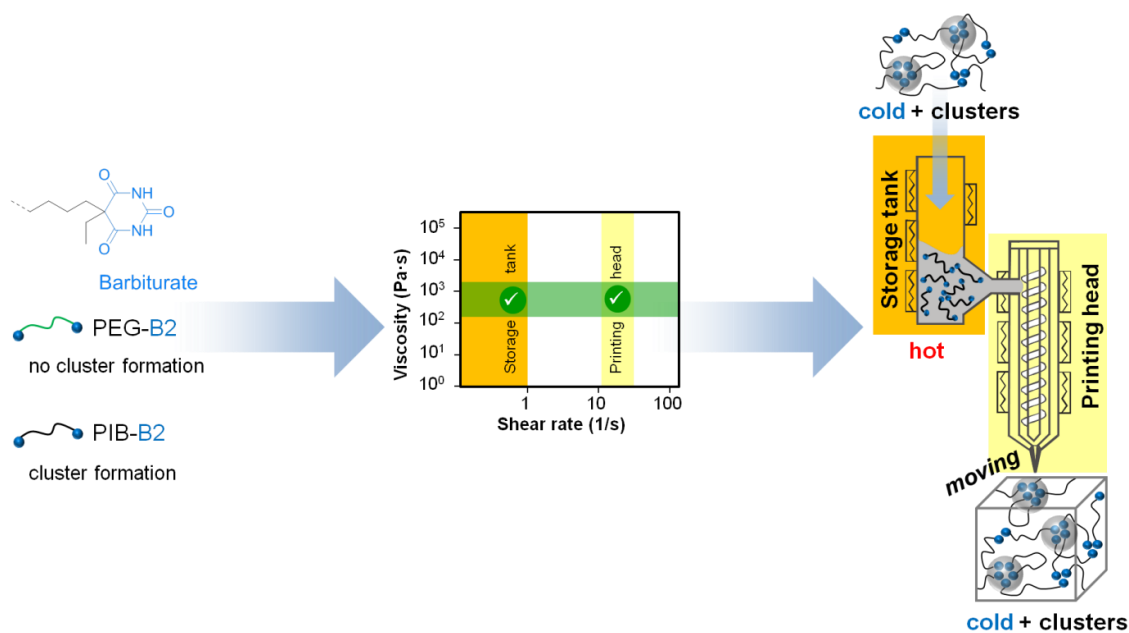 O
NH
O
NH
O
Barbiturate
PEG-B2
no cluster formation
PIB-B2
cluster formation
Viscosity (Pa·s)
10⁵
10⁴
10³
10²
10¹
10⁰
Storage tank
Printing head
1
10
100
Shear rate (1/s)
cold + clusters
Storage tank
hot
Printing head
moving
cold + clusters